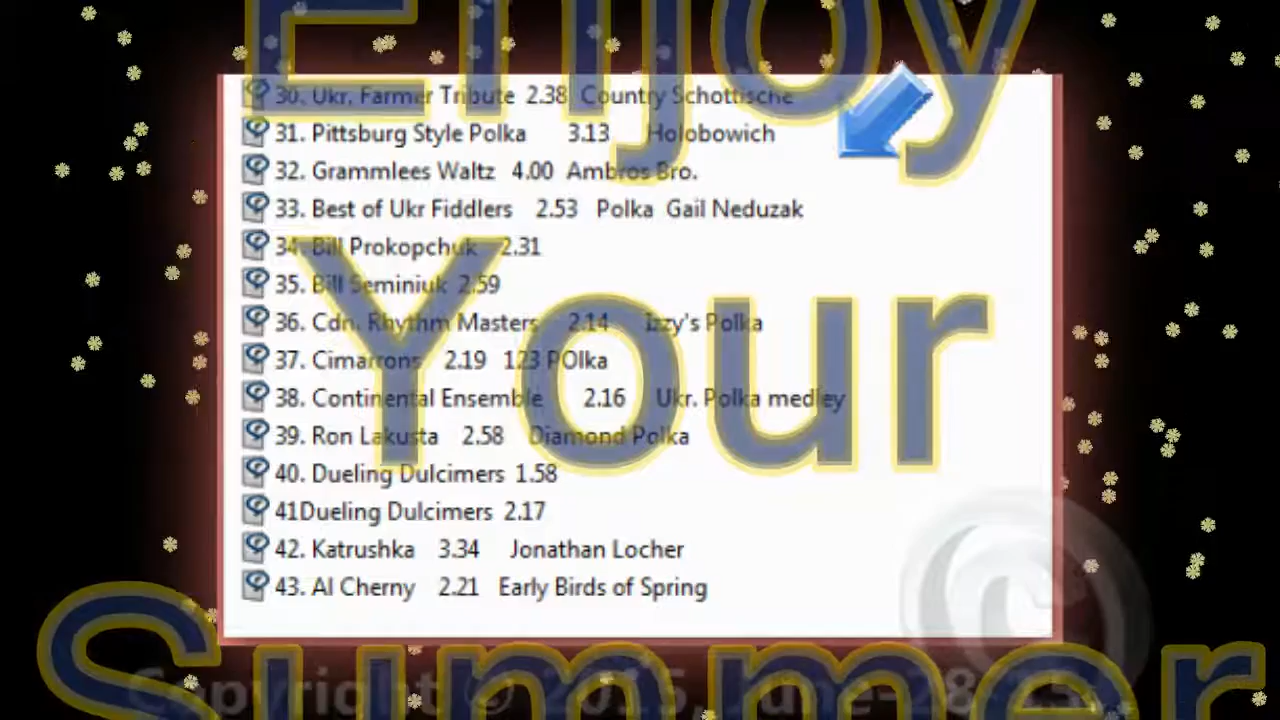 Enjoy
30. Ukr. Farmer Tribute 2.38 Country Schottische
31. Pittsburg Style Polka 3.13 Holobowich
32. Grammlees Waltz 4.00 Ambros Bro.
33. Best of Ukr Fiddlers 2.53 Polka Gail Neduzak
34. Bill Prokopchuk 2.31
35. Bill Seminiuk 2.59
36. Cdn. Rhythm Masters 2.14 Izzy's Polka
37. Cimarrons 2.19 123 POlka
38. Continental Ensemble 2.16 Ukr. Polka medley
39. Ron Lakusta 2.58 Diamond Polka
40. Dueling Dulcimers 1.58
41Dueling Dulcimers 2.17
42. Katrushka 3.34 Jonathan Locher
43. Al Cherny 2.21 Early Birds of Spring
Your
Summer
Copyright © 2015, June-28